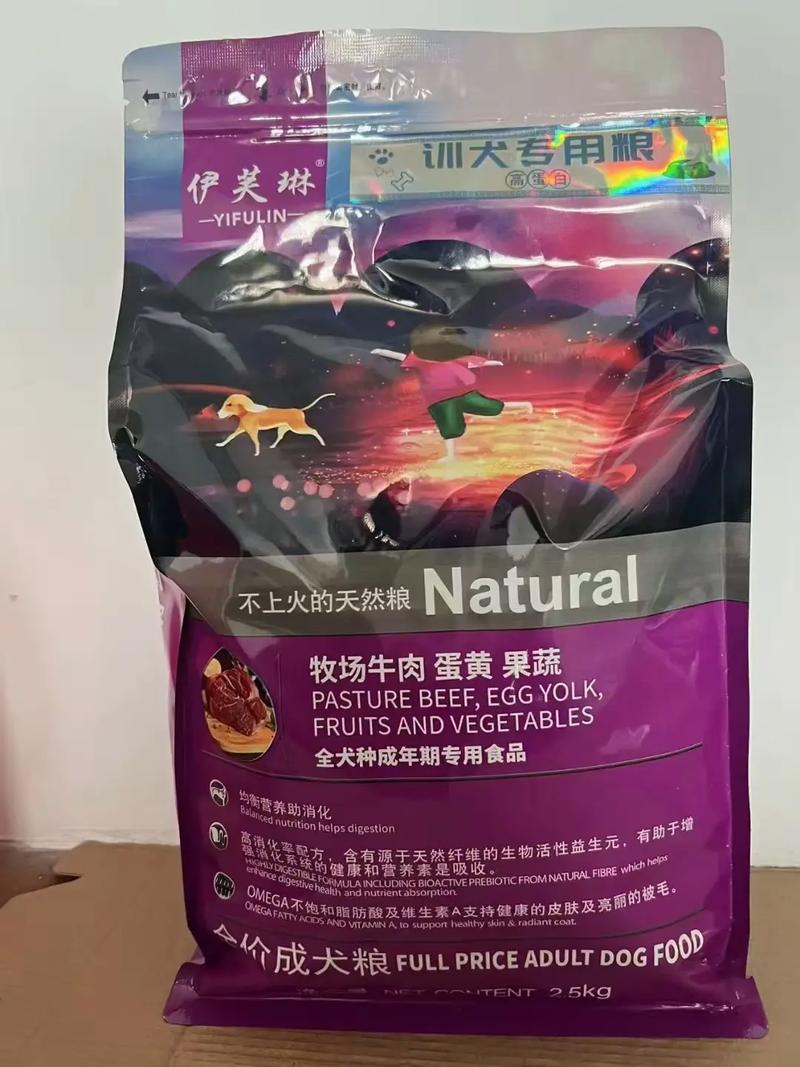 伊芙琳®
—YIFULIN—
训犬专用粮
高蛋白
不上火的天然粮 Natural
牧场牛肉 蛋黄 果蔬
PASTURE BEEF, EGG YOLK,
FRUITS AND VEGETABLES
全犬种成年期专用食品
均衡营养助消化
Balanced nutrition helps digestion
高消化率配方，含有源于天然纤维的生物活性益生元，有助于增
强消化系统的健康和营养素是吸收。
HIGHLY DIGESTIBLE FORMULA INCLUDING BIOACTIVE PREBIOTIC FROM NATURAL FIBRE which helps
enhance digestive health and nutrient absorption.
OMEGA不饱和脂肪酸及维生素A支持健康的皮肤及亮丽的被毛。
OMEGA FATTY ACIDS AND VITAMIN A, to support healthy skin & radiant coat.
全价成犬粮 FULL PRICE ADULT DOG FOOD
NET CONTENT 2.5kg